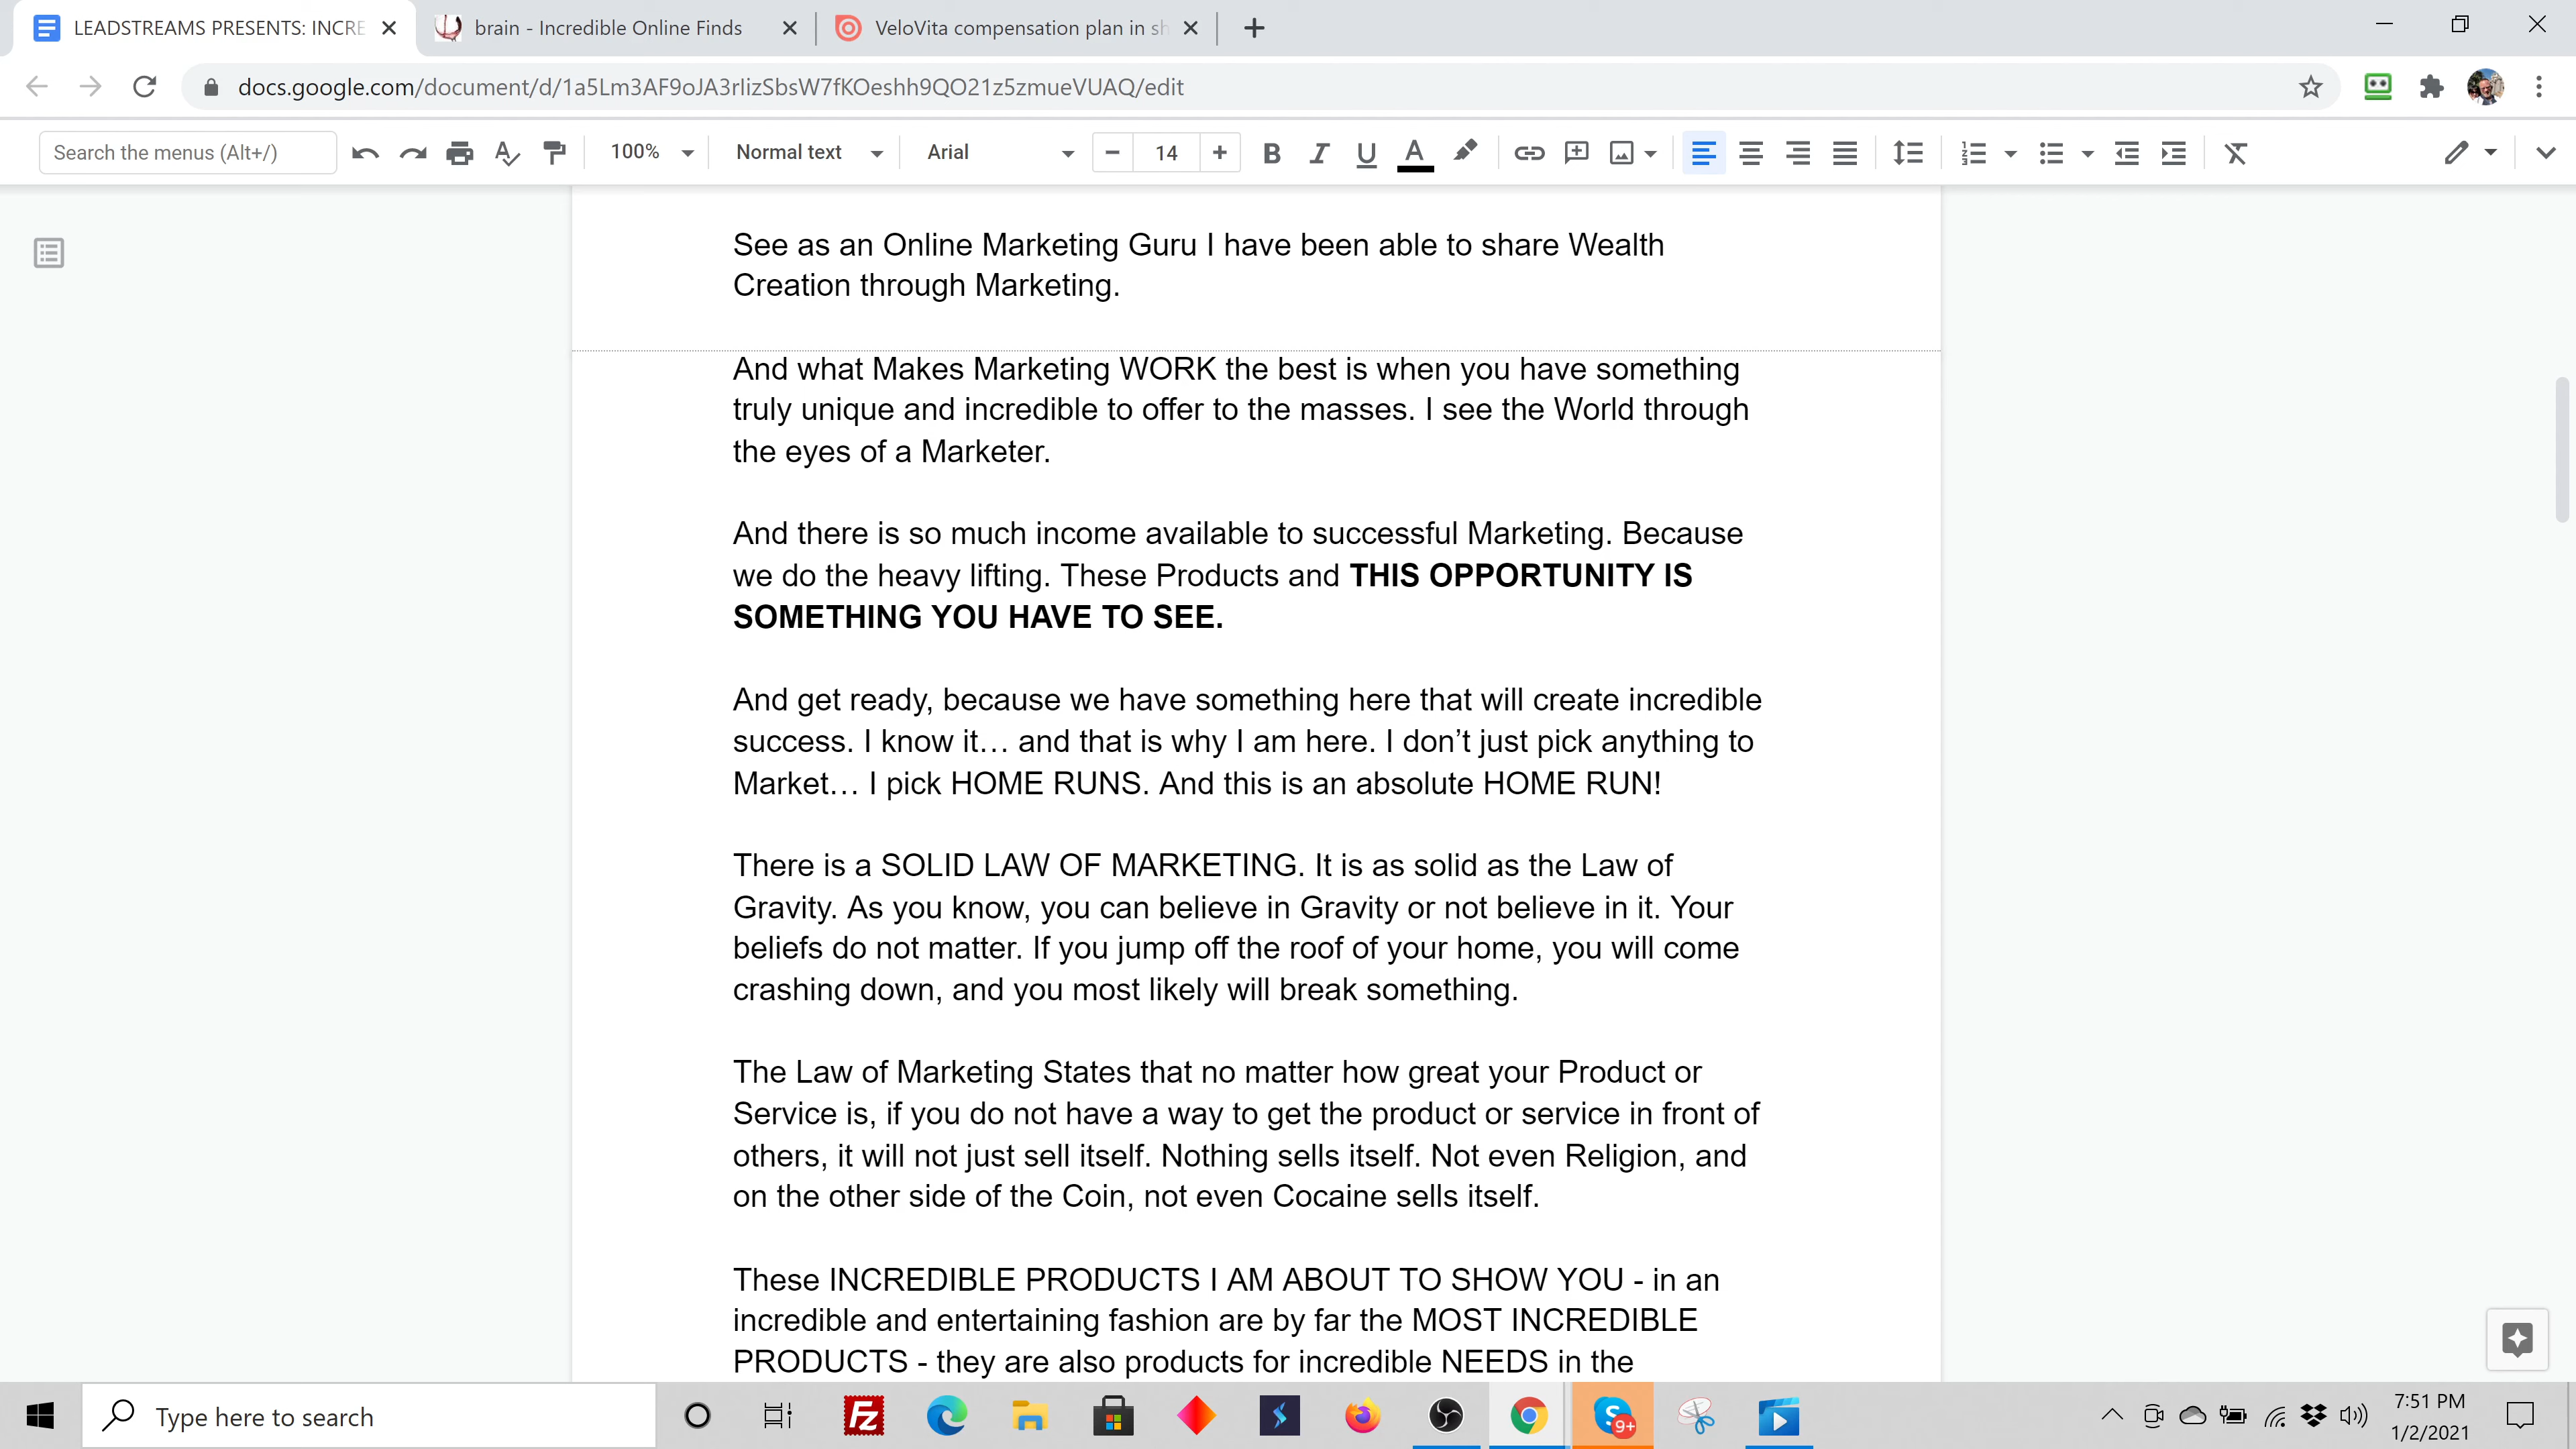 LEADSTREAMS PRESENTS: INCRE
brain - Incredible Online Finds
VeloVita compensation plan in sh
docs.google.com/document/d/1a5Lm3AF9oJA3rIizSbsW7fKOeshh9QO21z5zmueVUAQ/edit
Search the menus (Alt+/)
100%
Normal text
Arial
14
B
I
U
A
See as an Online Marketing Guru I have been able to share Wealth
Creation through Marketing.
And what Makes Marketing WORK the best is when you have something
truly unique and incredible to offer to the masses. I see the World through
the eyes of a Marketer.
And there is so much income available to successful Marketing. Because
we do the heavy lifting. These Products and THIS OPPORTUNITY IS
SOMETHING YOU HAVE TO SEE.
And get ready, because we have something here that will create incredible
success. I know it… and that is why I am here. I don’t just pick anything to
Market… I pick HOME RUNS. And this is an absolute HOME RUN!
There is a SOLID LAW OF MARKETING. It is as solid as the Law of
Gravity. As you know, you can believe in Gravity or not believe in it. Your
beliefs do not matter. If you jump off the roof of your home, you will come
crashing down, and you most likely will break something.
The Law of Marketing States that no matter how great your Product or
Service is, if you do not have a way to get the product or service in front of
others, it will not just sell itself. Nothing sells itself. Not even Religion, and
on the other side of the Coin, not even Cocaine sells itself.
These INCREDIBLE PRODUCTS I AM ABOUT TO SHOW YOU - in an
incredible and entertaining fashion are by far the MOST INCREDIBLE
PRODUCTS - they are also products for incredible NEEDS in the
Type here to search
Fz
S
9+
7:51 PM
1/2/2021